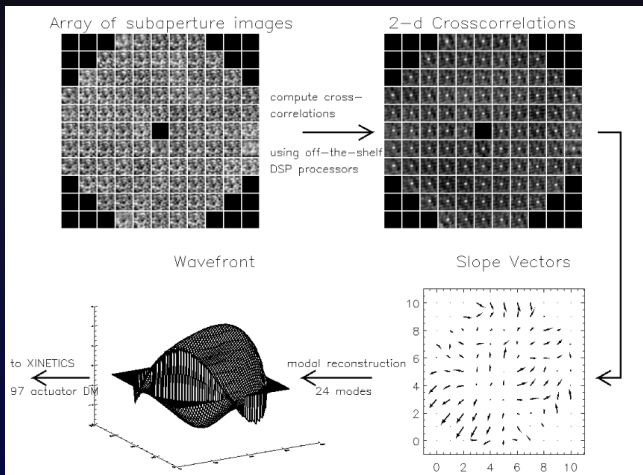 Array of subaperture images
2-d Crosscorrelations
compute cross-
correlations
using off-the-shelf
DSP processors
Wavefront
Slope Vectors
to XINETICS
97 actuator DM
modal reconstruction
24 modes
10
8
6
4
2
0
0 2 4 6 8 10